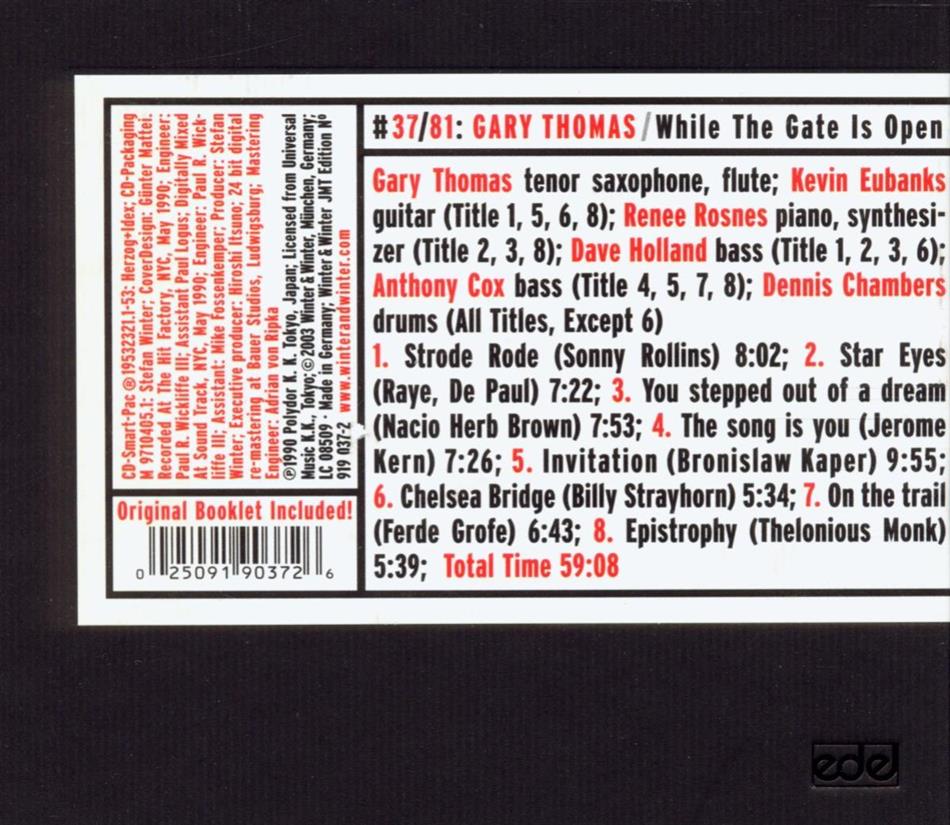 #37/81: GARY THOMAS/While The Gate Is Open
Gary Thomas tenor saxophone, flute; Kevin Eubanks
guitar (Title 1, 5, 6, 8); Renee Rosnes piano, synthesi-
zer (Title 2, 3, 8); Dave Holland bass (Title 1, 2, 3, 6);
Anthony Cox bass (Title 4, 5, 7, 8); Dennis Chambers
drums (All Titles, Except 6)
1. Strode Rode (Sonny Rollins) 8:02; 2. Star Eyes
(Raye, De Paul) 7:22; 3. You stepped out of a dream
(Nacio Herb Brown) 7:53; 4. The song is you (Jerome
Kern) 7:26; 5. Invitation (Bronislaw Kaper) 9:55;
6. Chelsea Bridge (Billy Strayhorn) 5:34; 7. On the trail
(Ferde Grofe) 6:43; 8. Epistrophy (Thelonious Monk)
5:39; Total Time 59:08
CD-Smart-Pac ®19532321.1-53: Herzog+Idex; CD-Packaging
M 9710405.1: Stefan Winter; CoverDesign: Günter Mattei.
Recorded At The Hit Factory, NYC, May 1990; Engineer:
Paul R. Wickliffe III; Assistant Paul Logus; Digitally Mixed
At Sound Track, NYC, May 1990; Engineer: Paul R. Wick-
liffe III; Assistant: Mike Fossenkemper; Producer: Stefan
Winter; Executive producer: Hiroshi Itsuno; 24 bit digital
re-mastering at Bauer Studios, Ludwigsburg; Mastering
Engineer: Adrian von Ripka
℗1990 Polydor K. K. Tokyo, Japan; Licensed from Universal
Music K.K., Tokyo; ©2003 Winter & Winter, München, Germany;
LC 08509 · Made in Germany; Winter & Winter JMT Edition Nº
919 037-2 www.winterandwinter.com
Original Booklet Included!
0 25091 90372 6
edel